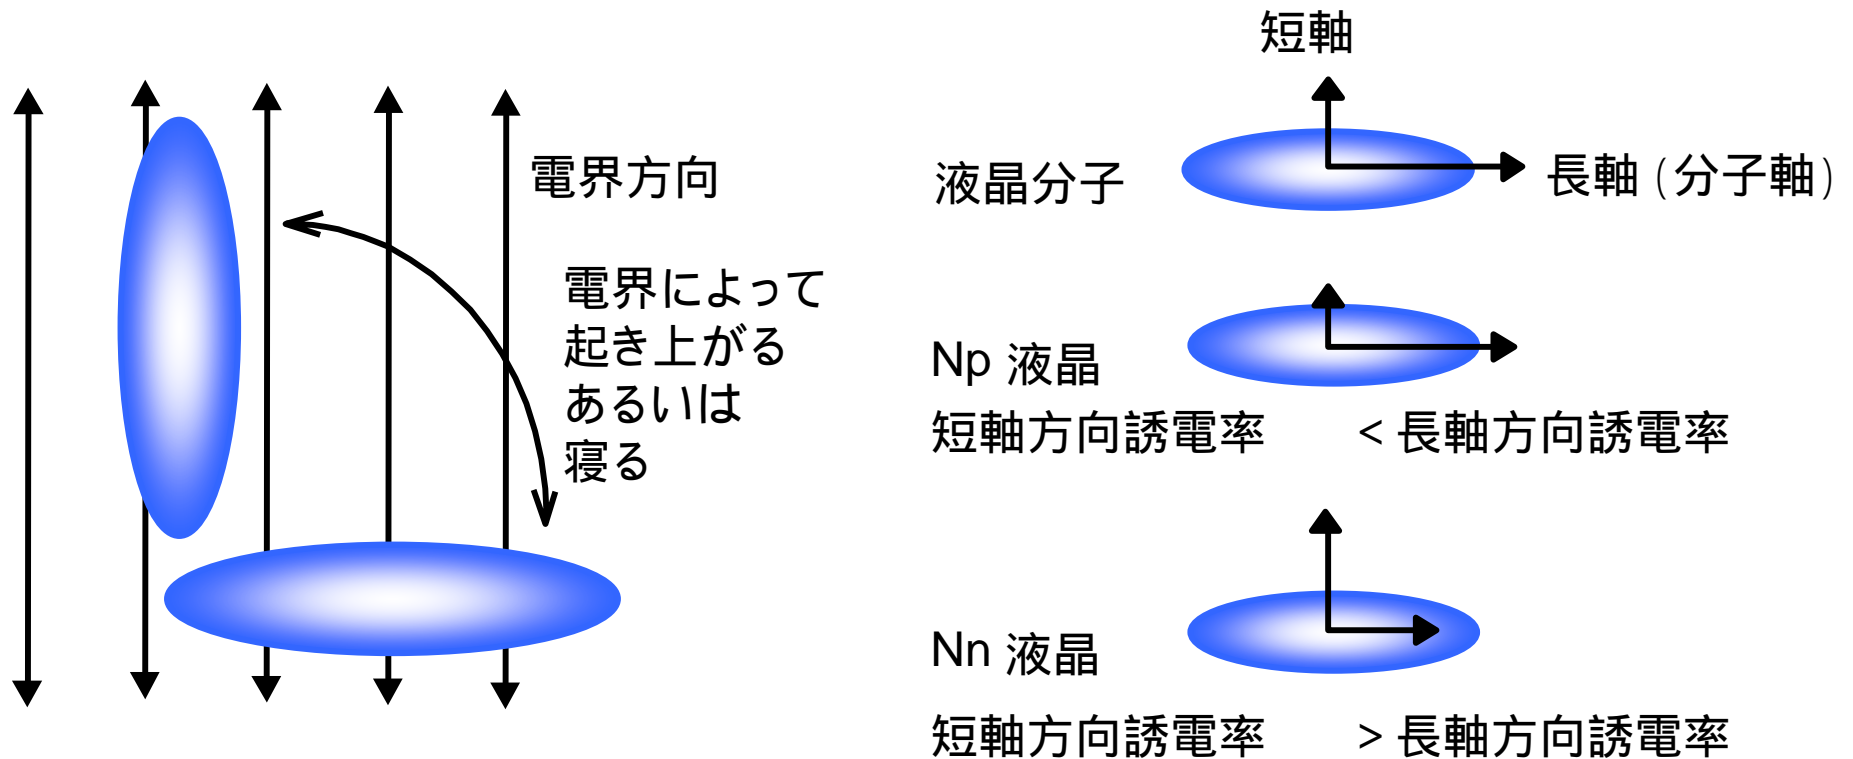 電界方向
電界によって
起き上がる
あるいは
寝る
短軸
液晶分子
長軸(分子軸)
Np 液晶
短軸方向誘電率 < 長軸方向誘電率
Nn 液晶
短軸方向誘電率 > 長軸方向誘電率